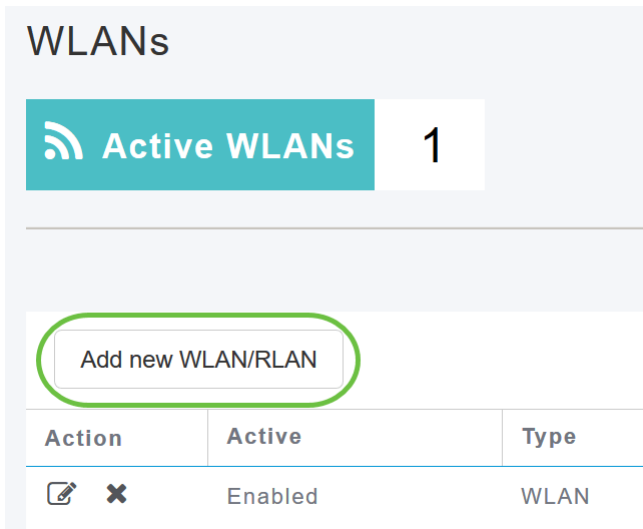 WLANs
Active WLANs 1
Add new WLAN/RLAN
Action Active Type
Enabled WLAN